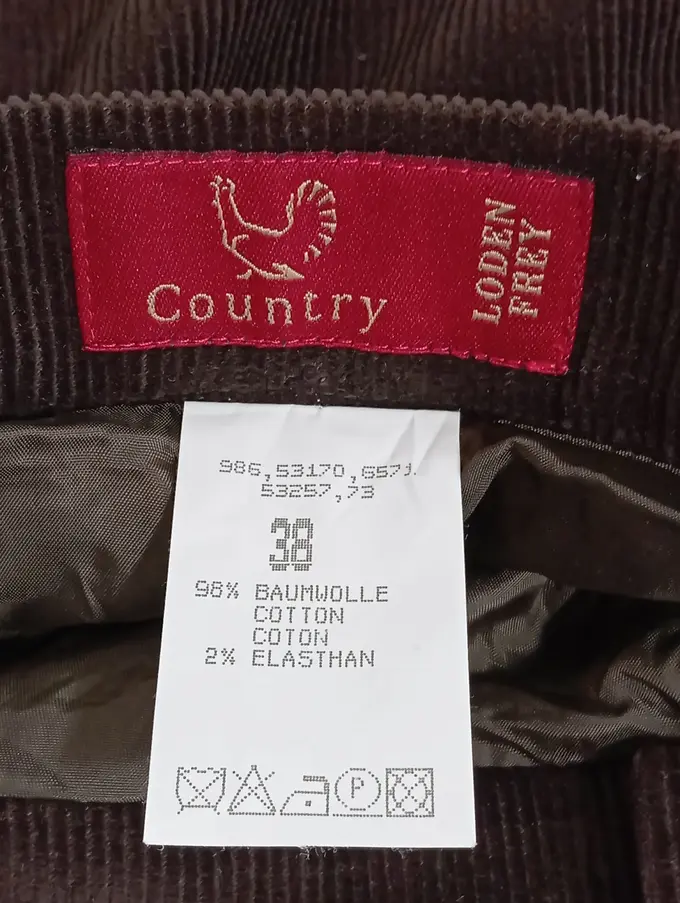 Country
LODEN
FREY
986,53170,6571
53257,73
38
98% BAUMWOLLE
COTTON
COTON
2% ELASTHAN
P